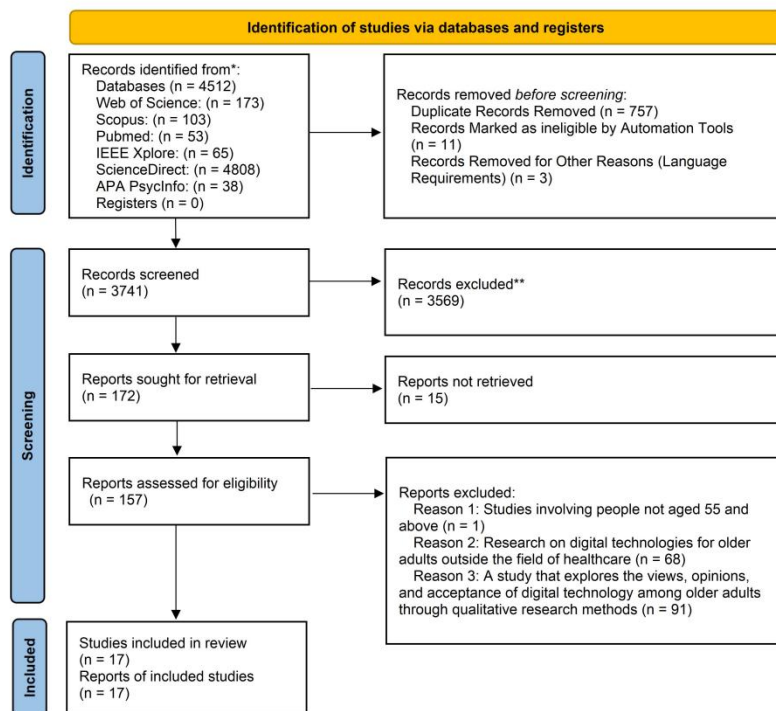 Identification of studies via databases and registers
Identification
Records identified from*:
Databases (n = 4512)
Web of Science: (n = 173)
Scopus: (n = 103)
Pubmed: (n = 53)
IEEE Xplore: (n = 65)
ScienceDirect: (n = 4808)
APA PsycInfo: (n = 38)
Registers (n = 0)
Records removed before screening:
Duplicate Records Removed (n = 757)
Records Marked as ineligible by Automation Tools
(n = 11)
Records Removed for Other Reasons (Language
Requirements) (n = 3)
Screening
Records screened
(n = 3741)
Records excluded**
(n = 3569)
Reports sought for retrieval
(n = 172)
Reports not retrieved
(n = 15)
Reports assessed for eligibility
(n = 157)
Reports excluded:
Reason 1: Studies involving people not aged 55 and
above (n = 1)
Reason 2: Research on digital technologies for older
adults outside the field of healthcare (n = 68)
Reason 3: A study that explores the views, opinions,
and acceptance of digital technology among older adults
through qualitative research methods (n = 91)
Included
Studies included in review
(n = 17)
Reports of included studies
(n = 17)